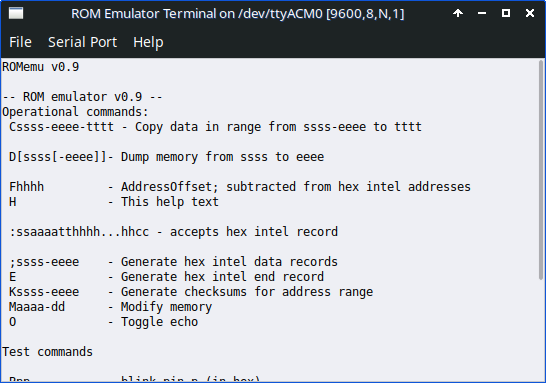 ROM Emulator Terminal on /dev/ttyACM0 [9600,8,N,1]
File Serial Port Help
ROMemu v0.9
-- ROM emulator v0.9 --
Operational commands:
Cssss-eeee-tttt - Copy data in range from ssss-eeee to tttt
D[ssss[-eeee]]- Dump memory from ssss to eeee
Fhhhh - AddressOffset; subtracted from hex intel addresses
H - This help text
:ssaaaatthhhh...hhcc - accepts hex intel record
;ssss-eeee - Generate hex intel data records
E - Generate hex intel end record
Kssss-eeee - Generate checksums for address range
Maaaa-dd - Modify memory
O - Toggle echo
Test commands
blink pin n (in hex)